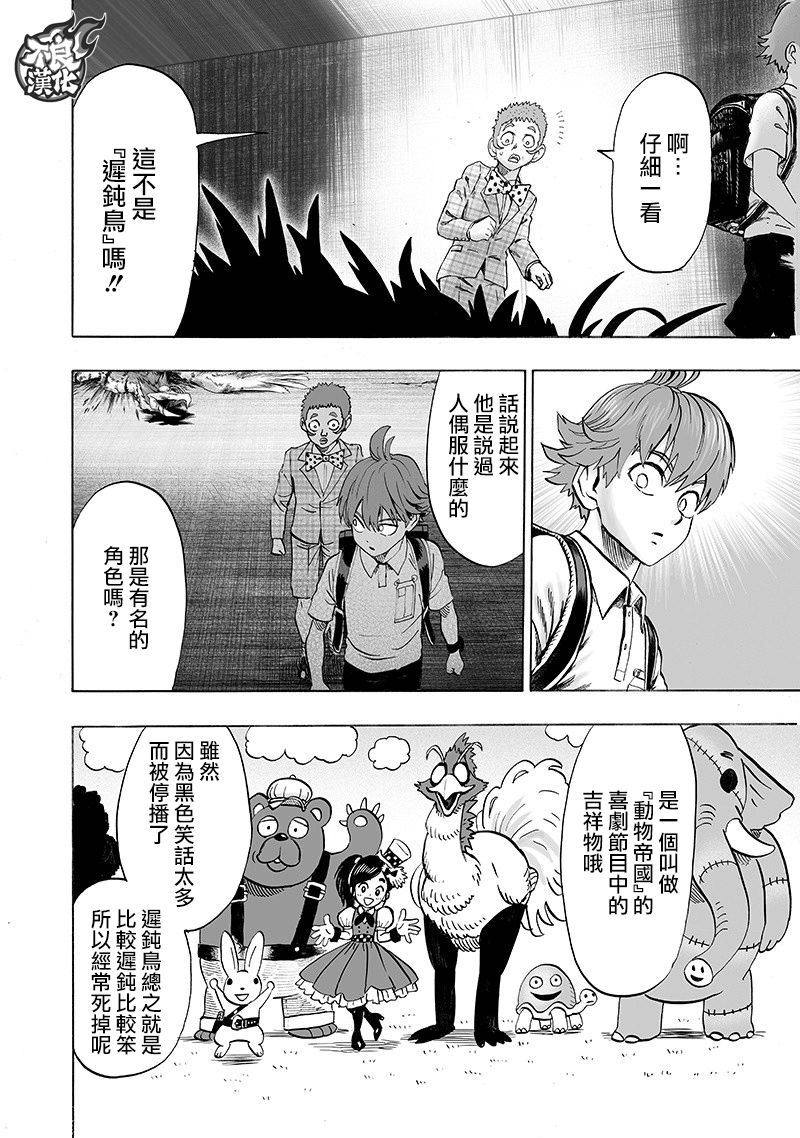 啊…
仔細一看
這不是
『遲鈍鳥』嗎!!
話說起來
他是說過
人偶服什麼的
那是有名的
角色嗎?
是一個叫做
『動物帝國』的
喜劇節目中的
吉祥物哦
雖然
因為黑色笑話太多
而被停播了
遲鈍鳥總之就是
比較遲鈍比較笨
所以經常死掉呢
不良
漢化